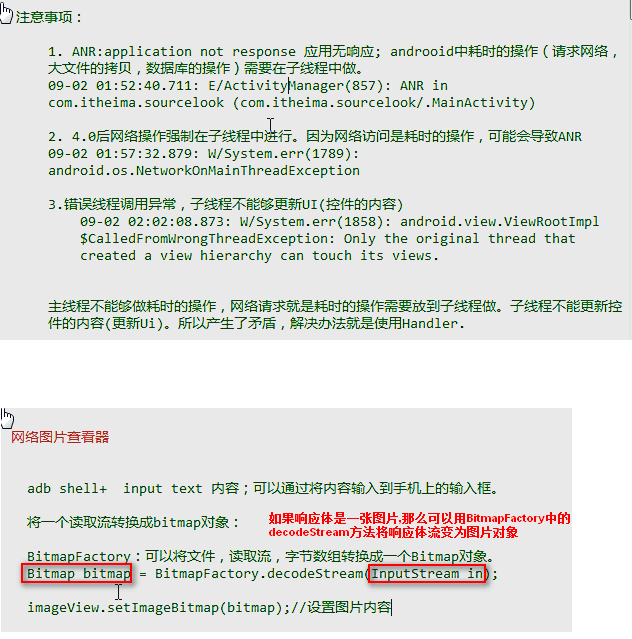 注意事项：
1. ANR:application not response 应用无响应; androoid中耗时的操作（请求网络，
大文件的拷贝，数据库的操作）需要在子线程中做。
09-02 01:52:40.711: E/ActivityManager(857): ANR in
com.itheima.sourcelook (com.itheima.sourcelook/.MainActivity)
2. 4.0后网络操作强制在子线程中进行。因为网络访问是耗时的操作，可能会导致ANR
09-02 01:57:32.879: W/System.err(1789):
android.os.NetworkOnMainThreadException
3.错误线程调用异常，子线程不能够更新UI(控件的内容)
09-02 02:02:08.873: W/System.err(1858): android.view.ViewRootImpl
$CalledFromWrongThreadException: Only the original thread that
created a view hierarchy can touch its views.
主线程不能够做耗时的操作，网络请求就是耗时的操作需要放到子线程做。子线程不能更新控
件的内容(更新Ui)。所以产生了矛盾，解决办法就是使用Handler.
网络图片查看器
adb shell+  input text 内容；可以通过将内容输入到手机上的输入框。
将一个读取流转换成bitmap对象：
如果响应体是一张图片,那么可以用BitmapFactory中的
decodeStream方法将响应体流变为图片对象
BitmapFactory：可以将文件，读取流，字节数组转换成一个Bitmap对象。
Bitmap bitmap = BitmapFactory.decodeStream(InputStream in);
imageView.setImageBitmap(bitmap);//设置图片内容